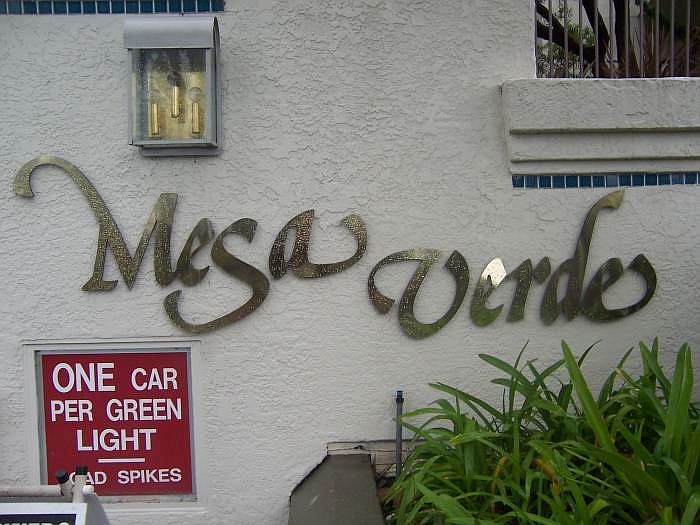 Mesa Verde
ONE CAR
PER GREEN
LIGHT
SPIKES